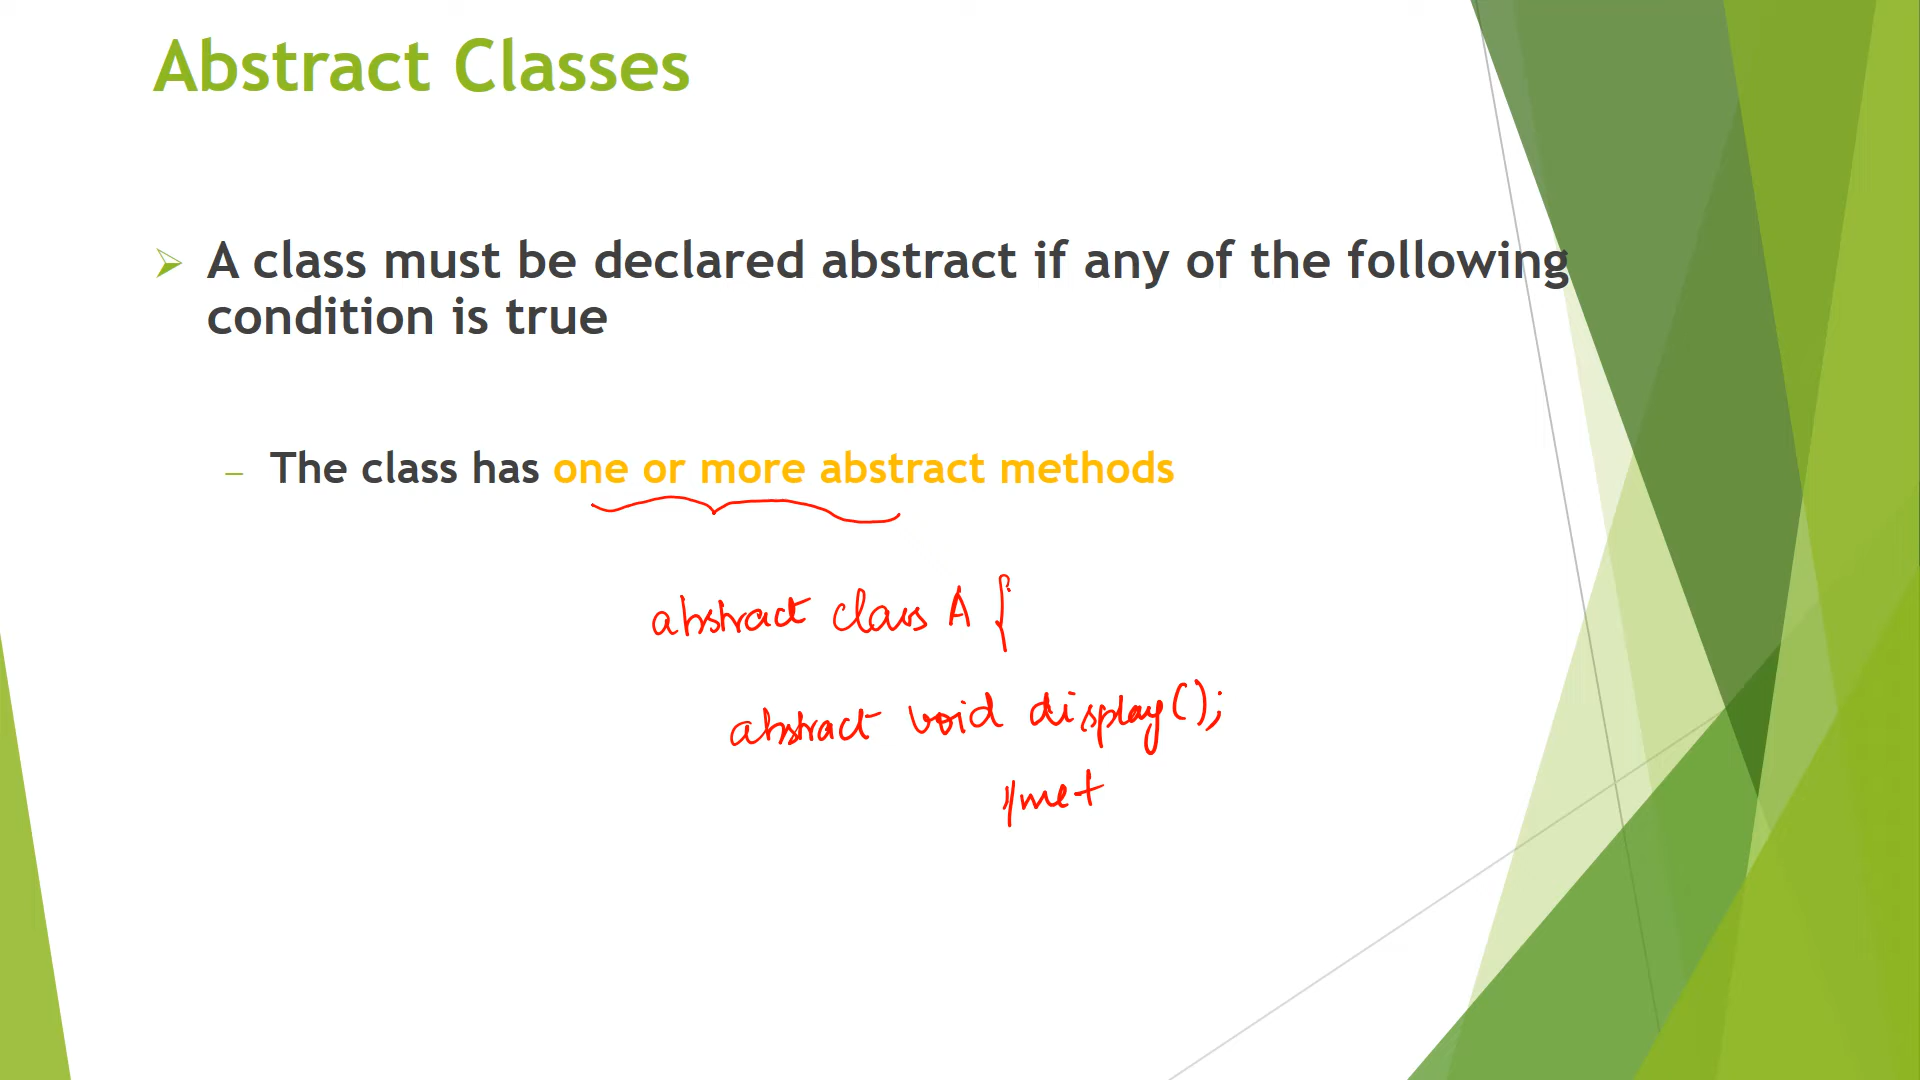 Abstract Classes
A class must be declared abstract if any of the following
condition is true
– The class has one or more abstract methods
abstract class A {
abstract void display();
met